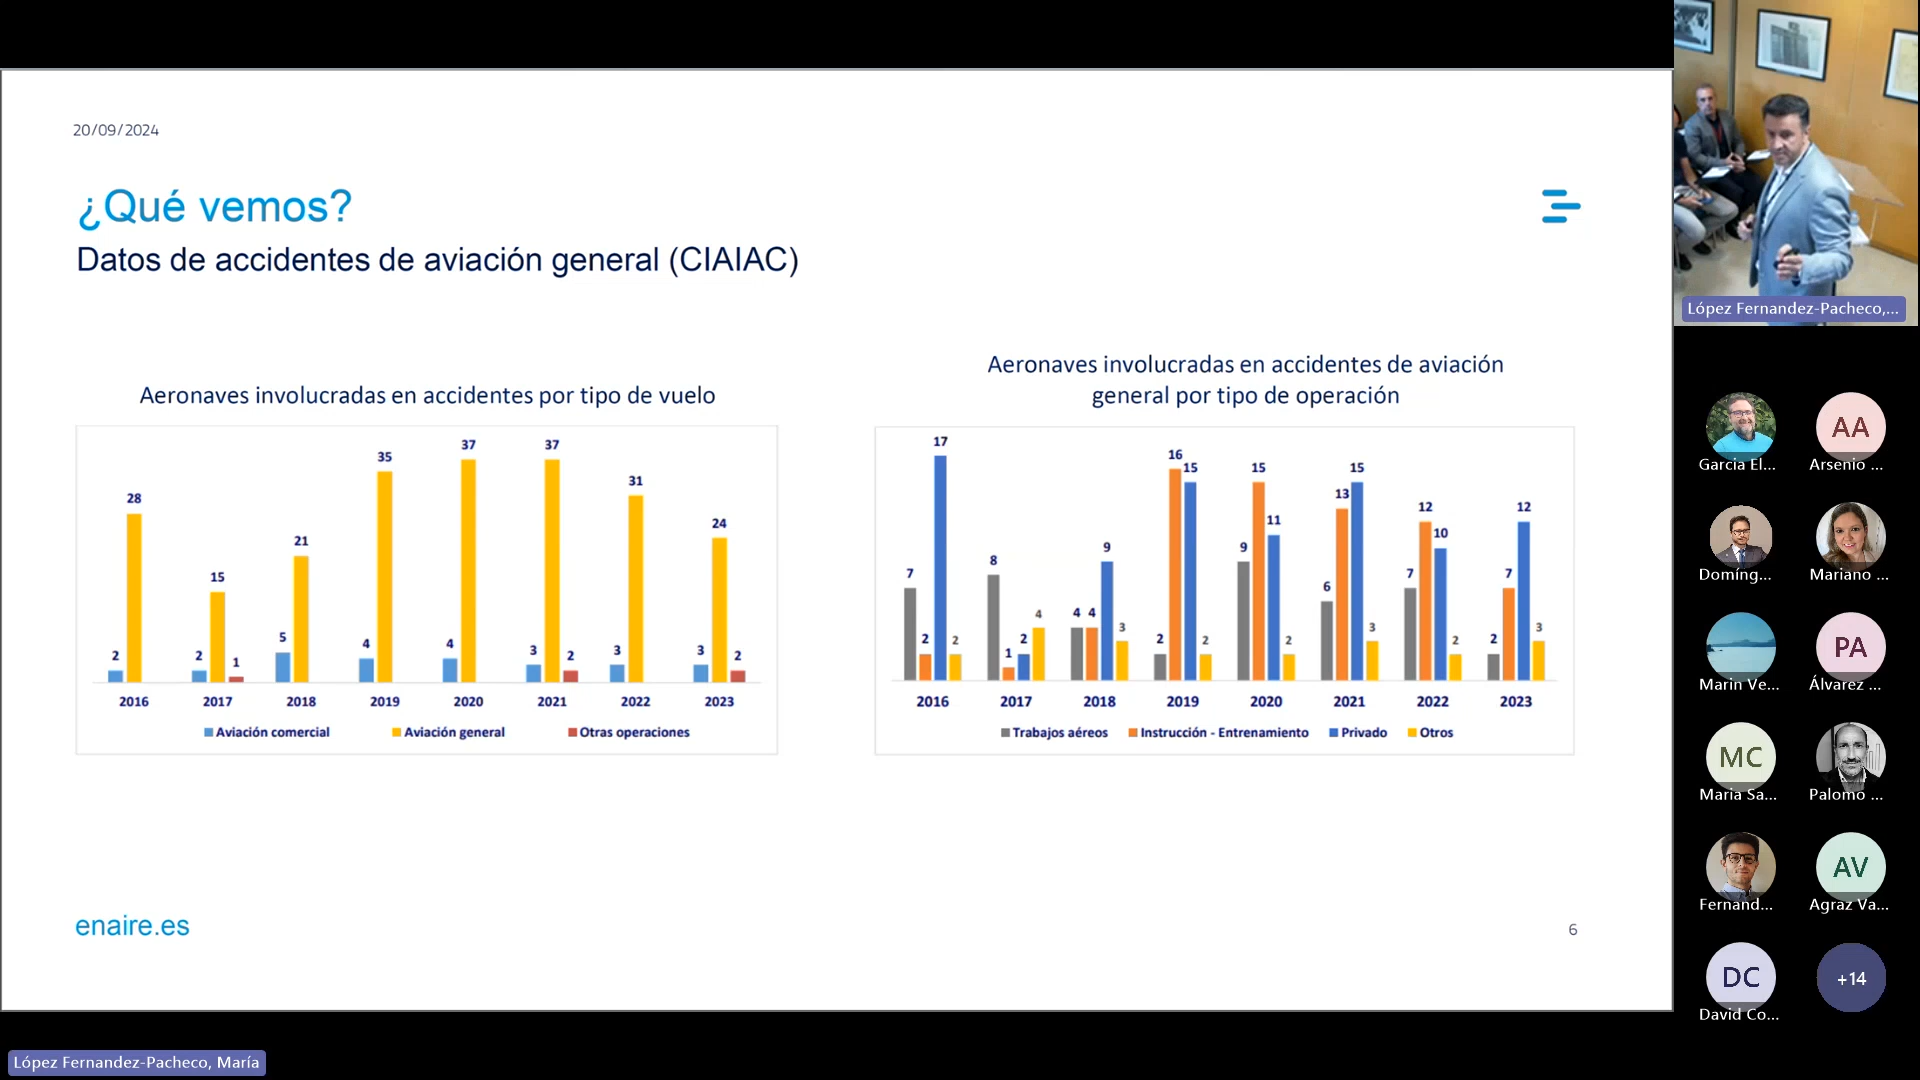 20/09/2024
¿Qué vemos?
Datos de accidentes de aviación general (CIAIAC)
Aeronaves involucradas en accidentes por tipo de vuelo
28
15
21
35
37
37
31
24
2
2
1
5
4
4
3
2
3
3
2
2016 2017 2018 2019 2020 2021 2022 2023
Aviación comercial Aviación general Otras operaciones
Aeronaves involucradas en accidentes de aviación
general por tipo de operación
7 2 17 2
8 1 2 4
4 4 9 3
2 16 15 2
9 15 11 2
6 13 15 3
7 12 10 2
2 7 12 3
2016 2017 2018 2019 2020 2021 2022 2023
Trabajos aéreos Instrucción - Entrenamiento Privado Otros
enaire.es
6
López Fernandez-Pacheco,...
Garcia El...
AA
Arsenio ...
Domíng...
Mariano ...
Marin Ve...
PA
Álvarez ...
MC
Maria Sa...
Palomo ...
Fernand...
AV
Agraz Va...
DC
David Co...
+14
López Fernandez-Pacheco, María